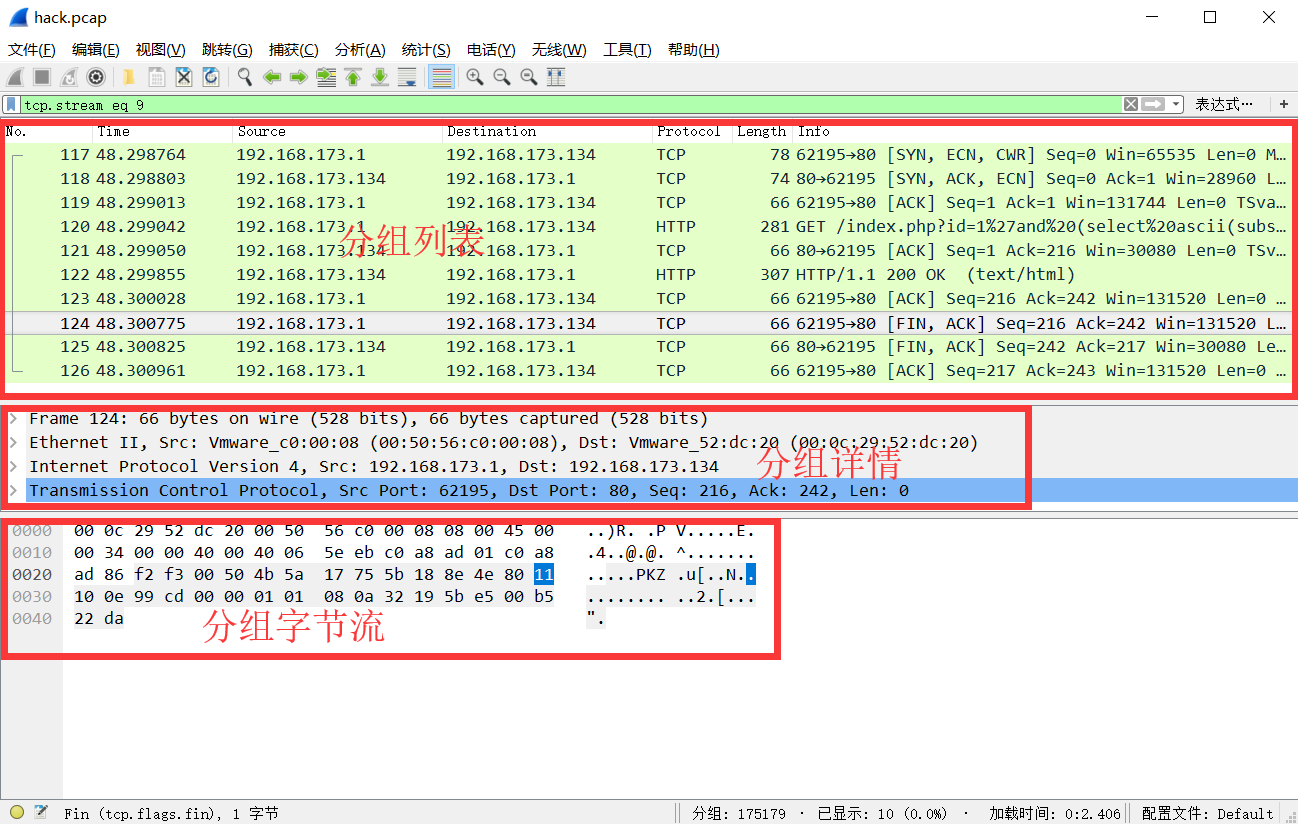 hack.pcap
文件(F) 编辑(E) 视图(V) 跳转(G) 捕获(C) 分析(A) 统计(S) 电话(Y) 无线(W) 工具(T) 帮助(H)
tcp.stream eq 9 表达式… +
No. Time Source Destination Protocol Length Info
117 48.298764 192.168.173.1 192.168.173.134 TCP 78 62195→80 [SYN, ECN, CWR] Seq=0 Win=65535 Len=0 M…
118 48.298803 192.168.173.134 192.168.173.1 TCP 74 80→62195 [SYN, ACK, ECN] Seq=0 Ack=1 Win=28960 L…
119 48.299013 192.168.173.1 192.168.173.134 TCP 66 62195→80 [ACK] Seq=1 Ack=1 Win=131744 Len=0 TSva…
120 48.299042 192.168.173.1 192.168.173.134 HTTP 281 GET /index.php?id=1%27and%20(select%20ascii(subs…
分组列表
121 48.299050 192.168.173.134 192.168.173.1 TCP 66 80→62195 [ACK] Seq=1 Ack=216 Win=30080 Len=0 TSv…
122 48.299855 192.168.173.134 192.168.173.1 HTTP 307 HTTP/1.1 200 OK (text/html)
123 48.300028 192.168.173.1 192.168.173.134 TCP 66 62195→80 [ACK] Seq=216 Ack=242 Win=131520 Len=0 …
124 48.300775 192.168.173.1 192.168.173.134 TCP 66 62195→80 [FIN, ACK] Seq=216 Ack=242 Win=131520 L…
125 48.300825 192.168.173.134 192.168.173.1 TCP 66 80→62195 [FIN, ACK] Seq=242 Ack=217 Win=30080 Le…
126 48.300961 192.168.173.1 192.168.173.134 TCP 66 62195→80 [ACK] Seq=217 Ack=243 Win=131520 Len=0 …
Frame 124: 66 bytes on wire (528 bits), 66 bytes captured (528 bits)
Ethernet II, Src: Vmware_c0:00:08 (00:50:56:c0:00:08), Dst: Vmware_52:dc:20 (00:0c:29:52:dc:20)
Internet Protocol Version 4, Src: 192.168.173.1, Dst: 192.168.173.134
分组详情
Transmission Control Protocol, Src Port: 62195, Dst Port: 80, Seq: 216, Ack: 242, Len: 0
0000 00 0c 29 52 dc 20 00 50 56 c0 00 08 08 00 45 00 ..)R. .P V.....E.
0010 00 34 00 00 40 00 40 06 5e eb c0 a8 ad 01 c0 a8 .4..@.@. ^.......
0020 ad 86 f2 f3 00 50 4b 5a 17 75 5b 18 8e 4e 80 11 .....PKZ .u[..N..
0030 10 0e 99 cd 00 00 01 01 08 0a 32 19 5b e5 00 b5 ........ ..2.[...
0040 22 da ".
分组字节流
Fin (tcp.flags.fin), 1 字节 分组: 175179 · 已显示: 10 (0.0%) · 加载时间: 0:2.406 配置文件: Default